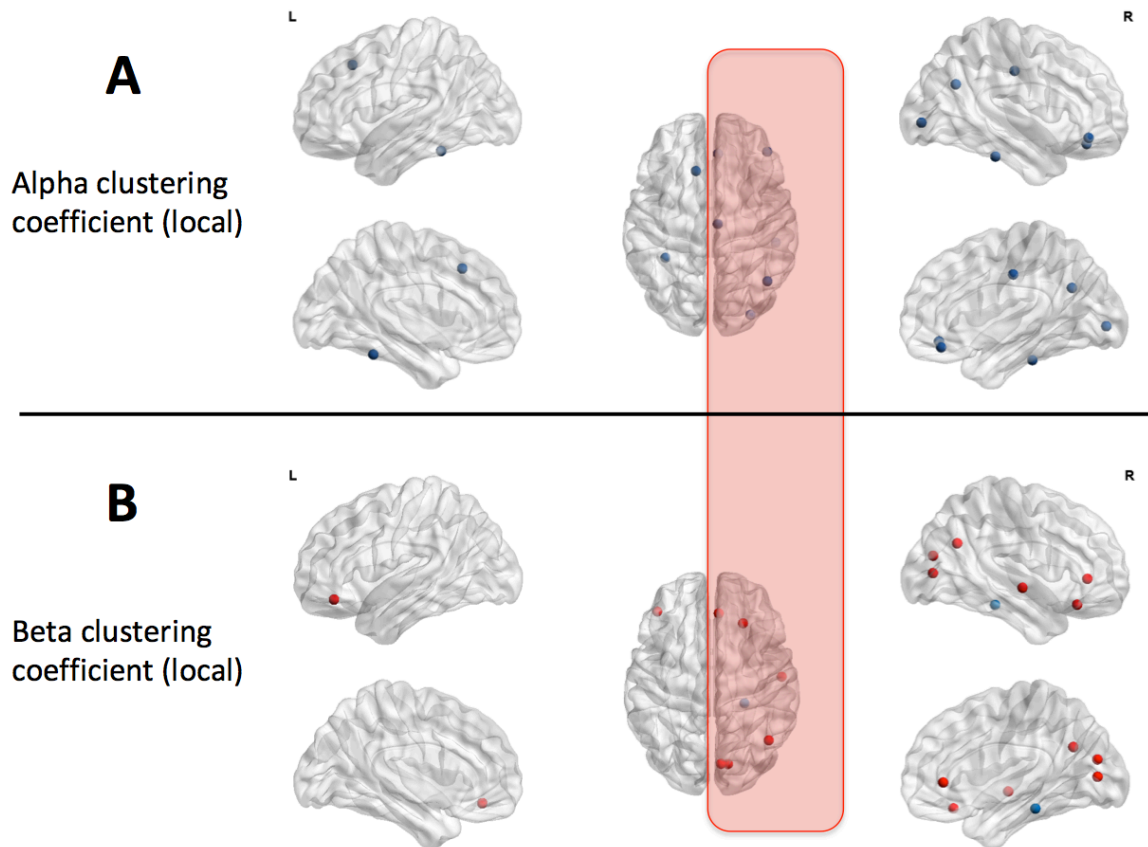 L
R
A
Alpha clustering
coefficient (local)
L
R
B
Beta clustering
coefficient (local)